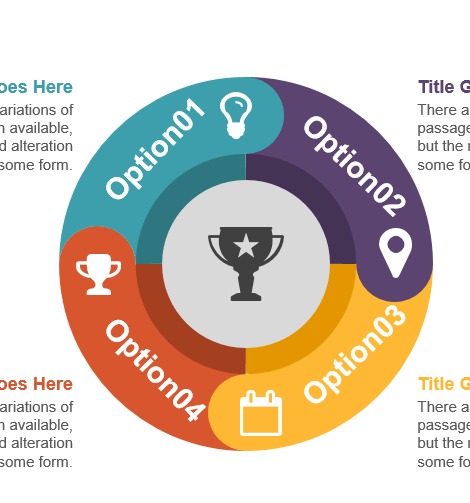 oes Here
ariations of
n available,
d alteration
some form.
Title G
There a
passage
but the r
some fo
Option01
Option02
Option03
Option04
oes Here
ariations of
n available,
d alteration
some form.
Title G
There a
passage
but the r
some fo